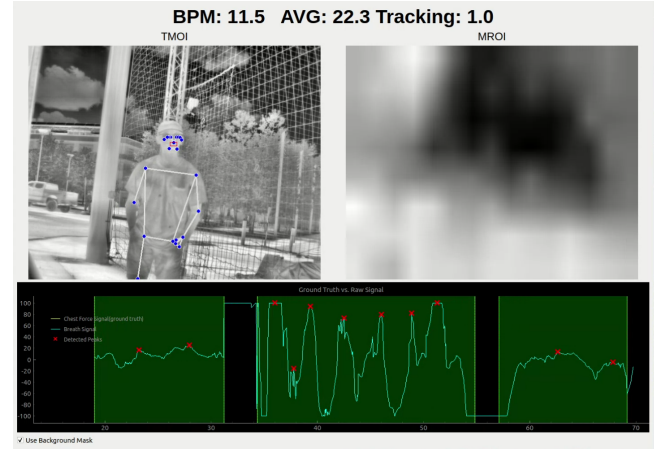 BPM: 11.5 AVG: 22.3 Tracking: 1.0
TMOI
MROI
Ground Truth vs. Raw Signal
Chest Force Signal(ground truth)
Breath Signal
Detected Peaks
100
80
60
40
20
0
-20
-40
-60
-80
-100
20
30
40
50
60
70
Use Background Mask